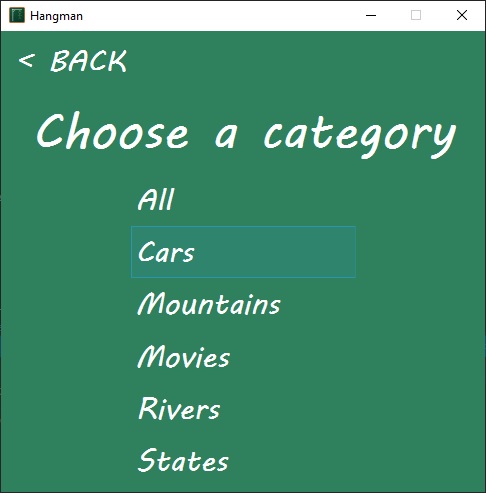 Hangman
< BACK
Choose a category
All
Cars
Mountains
Movies
Rivers
States